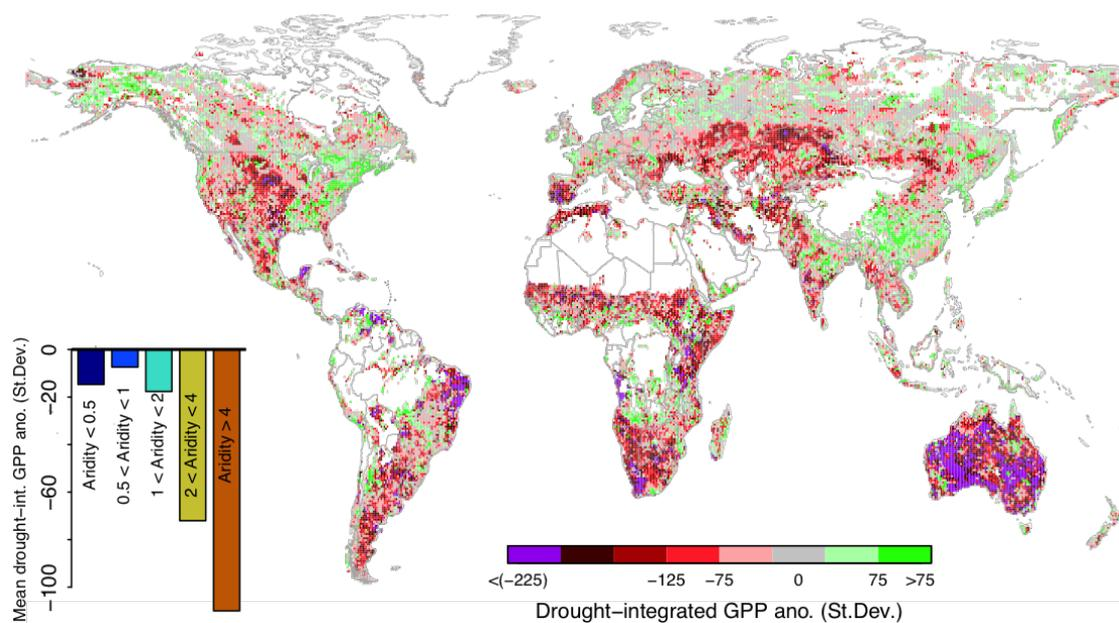 Mean drought−int. GPP ano. (St.Dev.)
0
−20
−60
−100
Aridity < 0.5
0.5 < Aridity < 1
1 < Aridity < 2
2 < Aridity < 4
Aridity > 4
<(−225)
−125
−75
0
75
>75
Drought−integrated GPP ano. (St.Dev.)